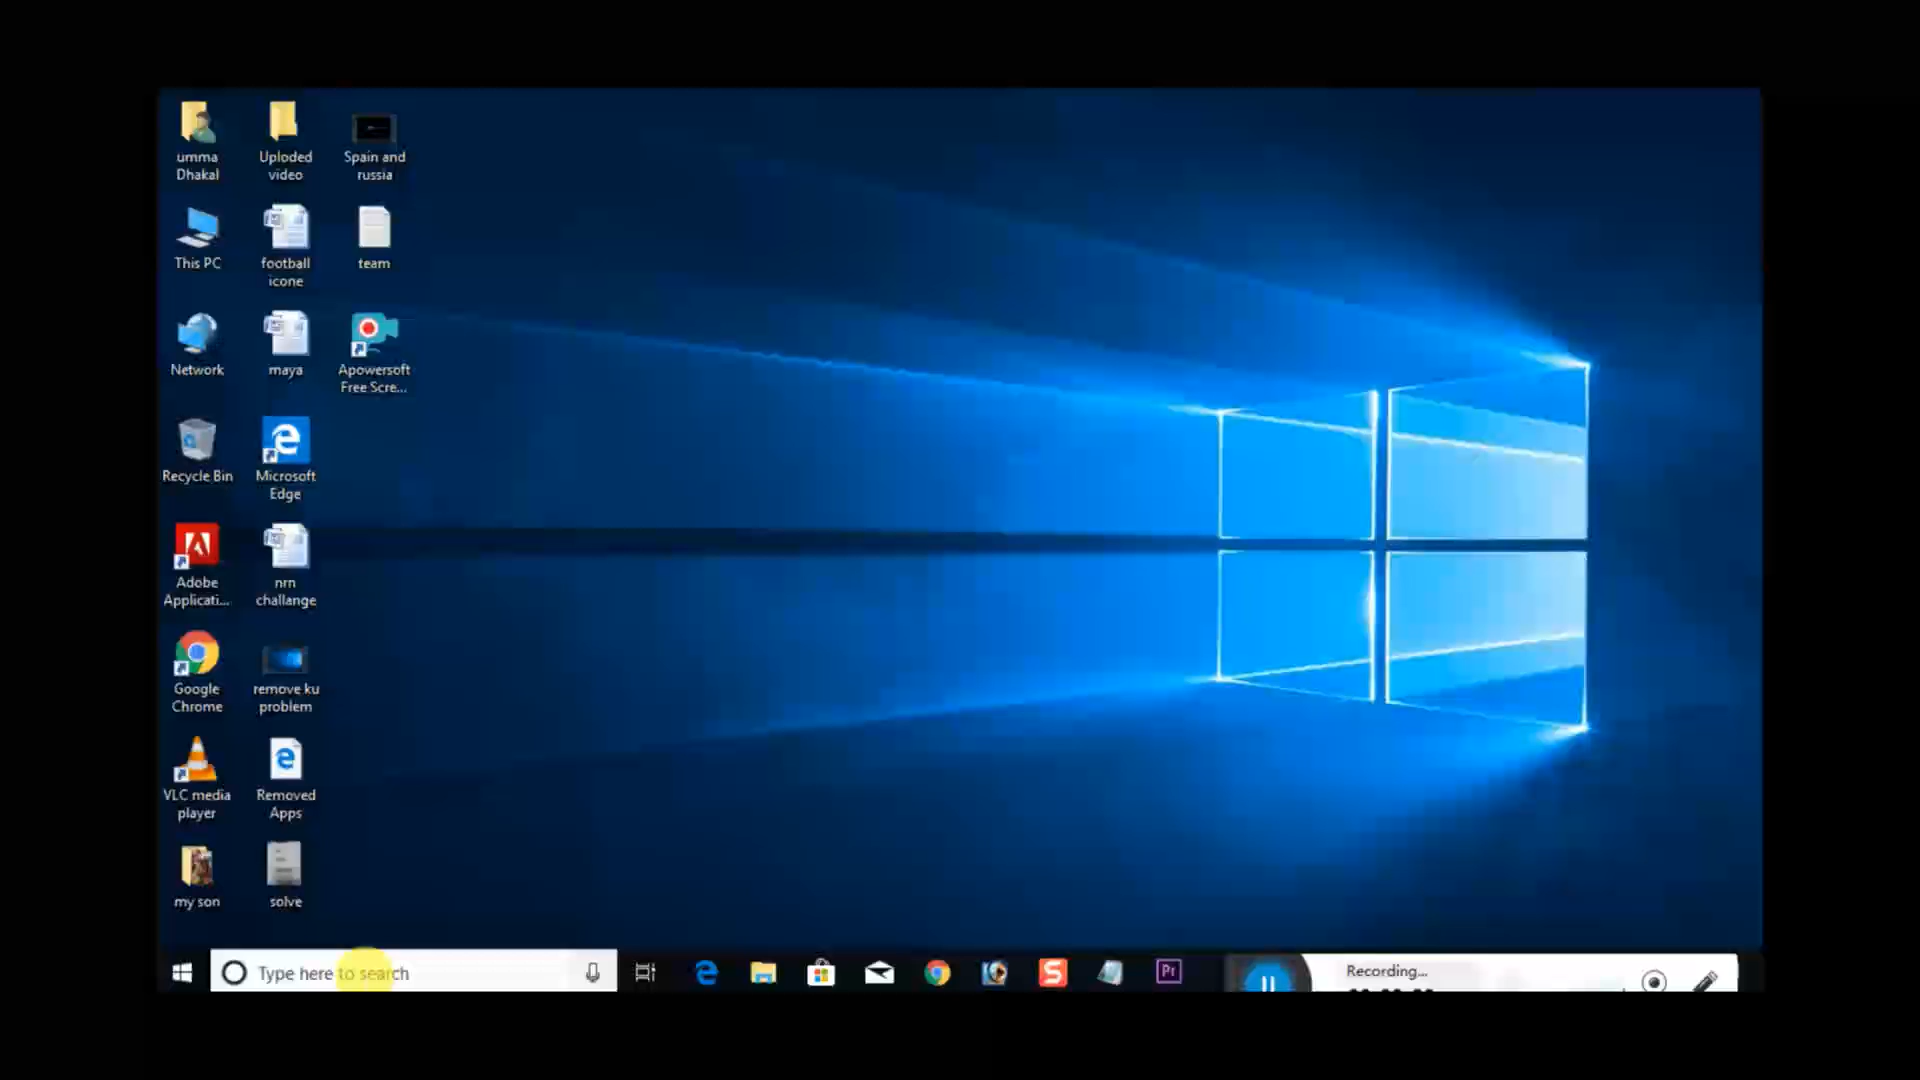 umma
Dhakal
Uploded
video
Spain and
russia
This PC
football
icone
team
Network
maya
Apowersoft
Free Scre...
Recycle Bin
Microsoft
Edge
Adobe
Applicati...
nrn
challange
Google
Chrome
remove ku
problem
VLC media
player
Removed
Apps
my son
solve
Type here to search
S
Pr
Recording...